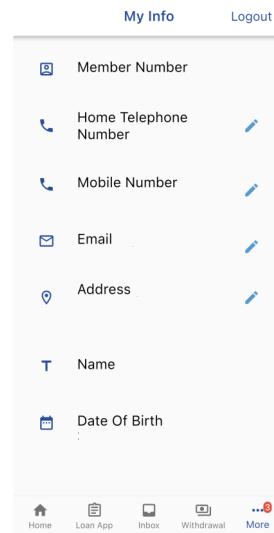 My Info Logout
Member Number
Home Telephone
Number
Mobile Number
Email
Address
T Name
Date Of Birth
3
Home Loan App Inbox Withdrawal More